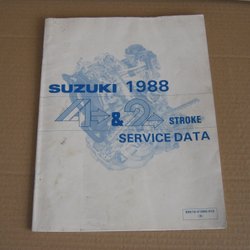 SUZUKI 1988
4 & 2 STROKE
SERVICE DATA